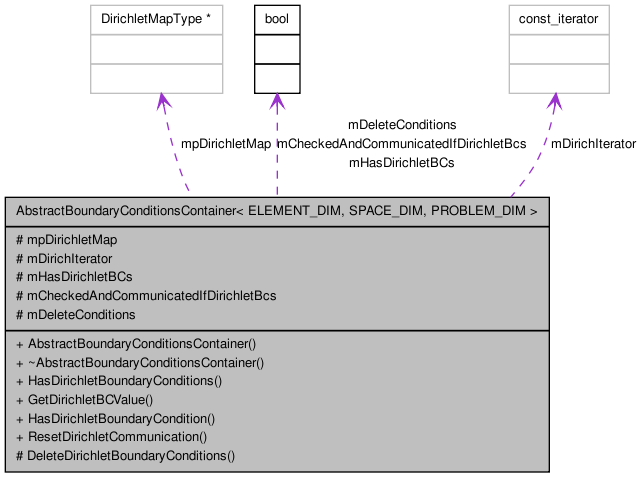 DirichletMapType *
bool
const_iterator
mDeleteConditions
mpDirichletMap
mCheckedAndCommunicatedIfDirichletBcs
mDirichIterator
mHasDirichletBCs
AbstractBoundaryConditionsContainer< ELEMENT_DIM, SPACE_DIM, PROBLEM_DIM >
# mpDirichletMap
# mDirichIterator
# mHasDirichletBCs
# mCheckedAndCommunicatedIfDirichletBcs
# mDeleteConditions
+ AbstractBoundaryConditionsContainer()
+ ~AbstractBoundaryConditionsContainer()
+ HasDirichletBoundaryConditions()
+ GetDirichletBCValue()
+ HasDirichletBoundaryCondition()
+ ResetDirichletCommunication()
# DeleteDirichletBoundaryConditions()